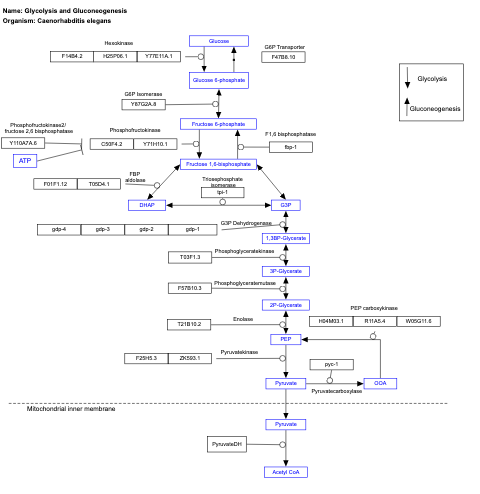 Name: Glycolysis and Gluconeogenesis
Organism: Caenorhabditis elegans
Hexokinase
F14B4.2 H25P06.1 Y77E11A.1
Glucose
G6P Transporter
F47B8.10
Glucose 6-phosphate
Glycolysis
Gluconeogenesis
G6P Isomerase
Y87G2A.8
Fructose 6-phosphate
Phosphofructokinase2/
fructose 2,6 bisphosphatase
Y110A7A.6
ATP
Phosphofructokinase
C50F4.2 Y71H10.1
F1,6 bisphosphatase
fbp-1
Fructose 1,6-bisphosphate
FBP
aldolase
F01F1.12 T05D4.1
Triosephosphate
isomerase
tpi-1
DHAP
G3P
gdp-4 gdp-3 gdp-2 gdp-1
G3P Dehydrogenase
1,3BP-Glycerate
Phosphoglyceratekinase
T03F1.3
3P-Glycerate
Phosphoglyceratemutase
F57B10.3
2P-Glycerate
Enolase
T21B10.2
PEP carboxykinase
H04M03.1 R11A5.4 W05G11.6
PEP
Pyruvatekinase
F25H5.3 ZK593.1
pyc-1
Pyruvate
OOA
Pyruvatecarboxylase
Mitochondrial inner membrane
Pyruvate
PyruvateDH
Acetyl CoA